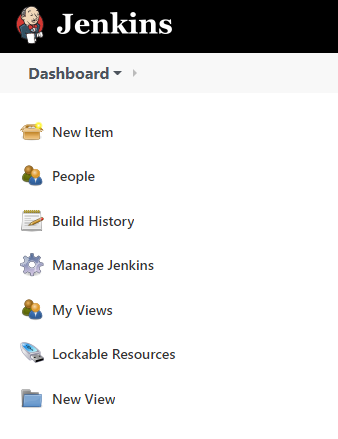 Jenkins
Dashboard
New Item
People
Build History
Manage Jenkins
My Views
Lockable Resources
New View